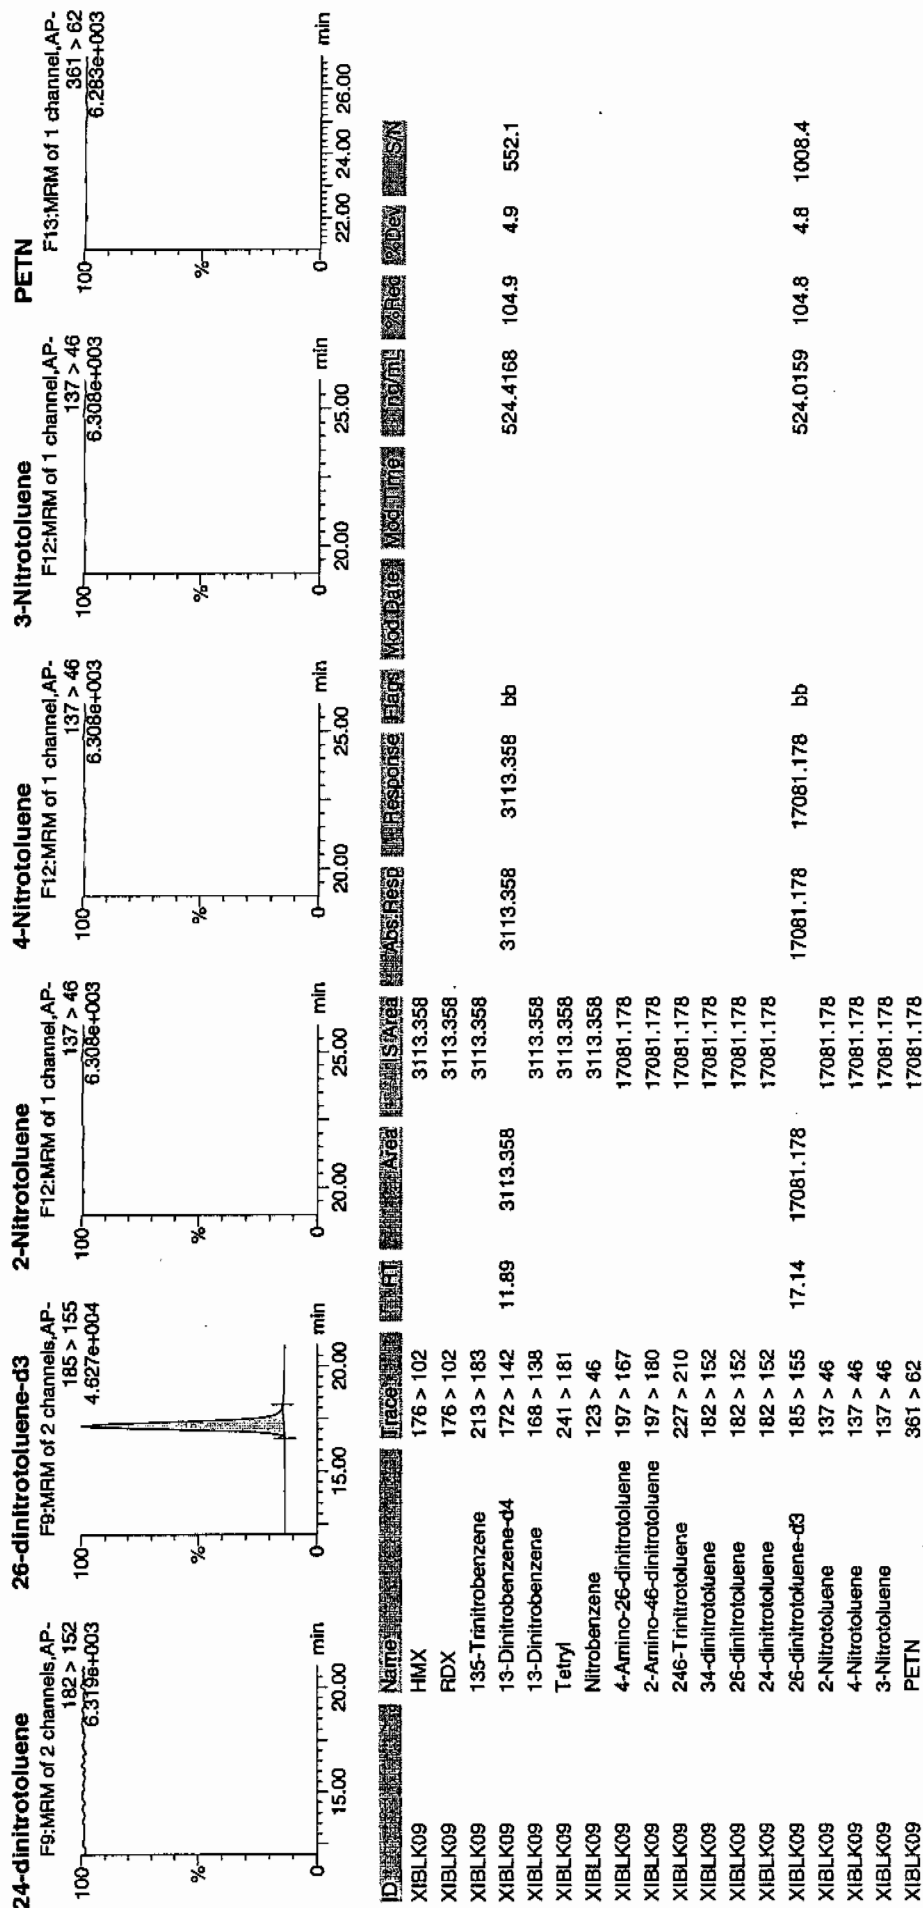 24-dinitrotoluene
F9:MRM of 2 channels,AP-
182 > 152
6.319e+003
100
%
0
15.00 20.00 min
26-dinitrotoluene-d3
F9:MRM of 2 channels,AP-
185 > 155
4.627e+004
100
%
0
15.00 20.00 min
2-Nitrotoluene
F12:MRM of 1 channel,AP-
137 > 46
6.308e+003
100
%
0
20.00 25.00 min
4-Nitrotoluene
F12:MRM of 1 channel,AP-
137 > 46
6.308e+003
100
%
0
20.00 25.00 min
3-Nitrotoluene
F12:MRM of 1 channel,AP-
137 > 46
6.308e+003
100
%
0
20.00 25.00 min
PETN
F13:MRM of 1 channel,AP-
361 > 62
6.283e+003
100
%
0
22.00 24.00 26.00 min
ID Name Trace RT Area IS Area Abs.Resp Response Flags Mod.Date Mod.Time ng/mL %Rec %Dev S/N
XIBLK09 HMX 176 > 102 3113.358
XIBLK09 RDX 176 > 102 3113.358
XIBLK09 135-Trinitrobenzene 213 > 183 3113.358
XIBLK09 13-Dinitrobenzene-d4 172 > 142 11.89 3113.358 3113.358 3113.358 bb 524.4168 104.9 4.9 552.1
XIBLK09 13-Dinitrobenzene 168 > 138 3113.358
XIBLK09 Tetryl 241 > 181 3113.358
XIBLK09 Nitrobenzene 123 > 46 3113.358
XIBLK09 4-Amino-26-dinitrotoluene 197 > 167 17081.178
XIBLK09 2-Amino-46-dinitrotoluene 197 > 180 17081.178
XIBLK09 246-Trinitrotoluene 227 > 210 17081.178
XIBLK09 34-dinitrotoluene 182 > 152 17081.178
XIBLK09 26-dinitrotoluene 182 > 152 17081.178
XIBLK09 24-dinitrotoluene 182 > 152 17081.178
XIBLK09 26-dinitrotoluene-d3 185 > 155 17.14 17081.178 17081.178 17081.178 bb 524.0159 104.8 4.8 1008.4
XIBLK09 2-Nitrotoluene 137 > 46 17081.178
XIBLK09 4-Nitrotoluene 137 > 46 17081.178
XIBLK09 3-Nitrotoluene 137 > 46 17081.178
XIBLK09 PETN 361 > 62 17081.178